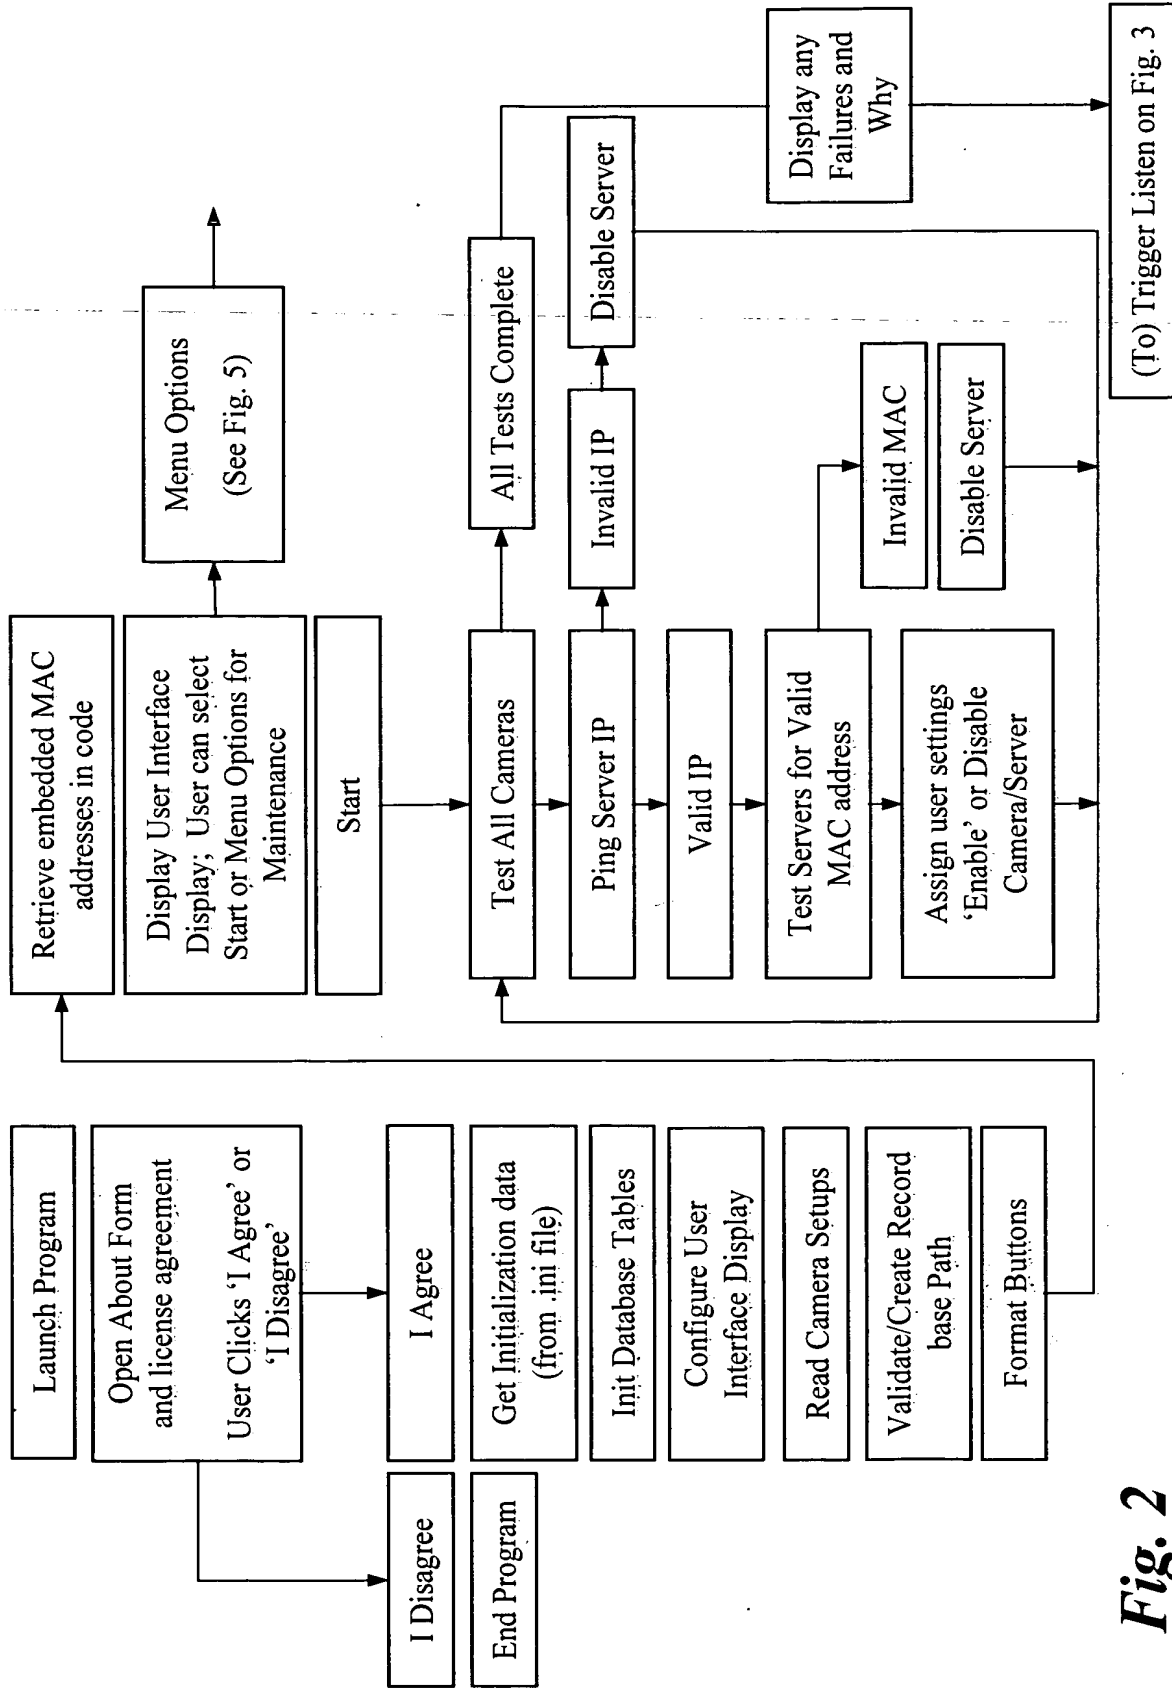 Launch Program
Open About Form
and license agreement
User Clicks ‘I Agree’ or
‘I Disagree’
I Disagree
I Agree
End Program
Get Initialization data
(from .ini file)
Init Database Tables
Configure User
Interface Display
Read Camera Setups
Validate/Create Record
base Path
Format Buttons
Retrieve embedded MAC
addresses in code
Display User Interface
Display; User can select
Start or Menu Options for
Maintenance
Menu Options
(See Fig. 5)
Start
Test All Cameras
All Tests Complete
Ping Server IP
Invalid IP
Disable Server
Valid IP
Test Servers for Valid
MAC address
Invalid MAC
Disable Server
Assign user settings
‘Enable’ or Disable
Camera/Server
Display any
Failures and
Why
(To) Trigger Listen on Fig. 3
Fig. 2